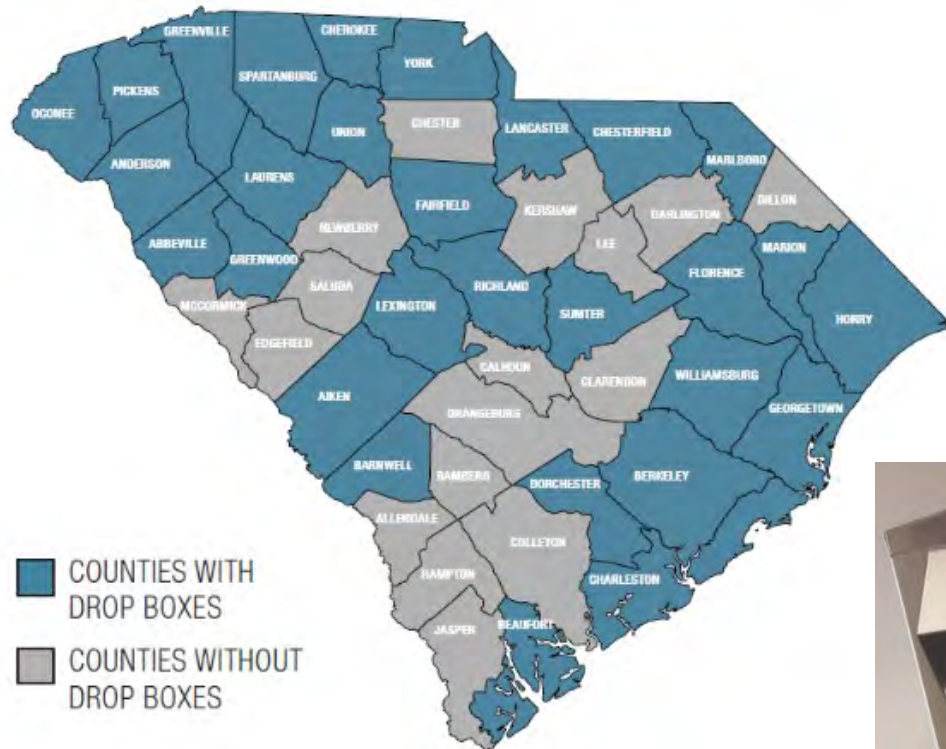 GREENVILLE
CHEROKEE
YORK
SPARTANBURG
PICKENS
OCONEE
UNION
CHESTER
LANCASTER
CHESTERFIELD
MARLBORO
ANDERSON
LAURENS
DILLON
FAIRFIELD
KERSHAW
DARLINGTON
NEWBERRY
LEE
MARION
ABBEVILLE
GREENWOOD
FLORENCE
SALUDA
RICHLAND
MCCORMICK
LEXINGTON
SUMTER
HORRY
EDGEFIELD
CALHOUN
CLARENDON
WILLIAMSBURG
AIKEN
GEORGETOWN
ORANGEBURG
BARNWELL
BAMBERG
DORCHESTER
BERKELEY
ALLENDALE
COLLETON
HAMPTON
CHARLESTON
JASPER
BEAUFORT
COUNTIES WITH
DROP BOXES
COUNTIES WITHOUT
DROP BOXES